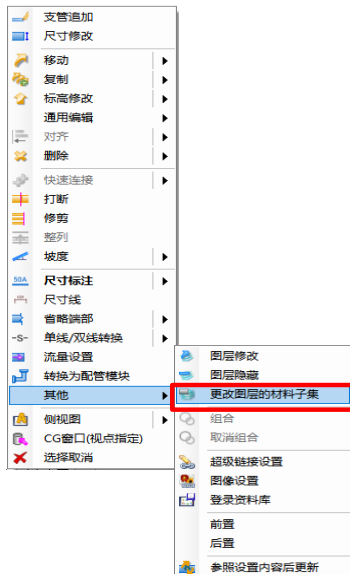 支管追加
尺寸修改
移动
复制
标高修改
通用编辑
对齐
删除
快速连接
打断
修剪
整列
坡度
50A 尺寸标注
尺寸线
省略端部
-S- 单线/双线转换
流量设置
转换为配管模块
其他
侧视图
CG窗口(视点指定)
选择取消
图层修改
图层隐藏
更改图层的材料子集
组合
取消组合
超级链接设置
图像设置
登录资料库
前置
后置
参照设置内容后更新